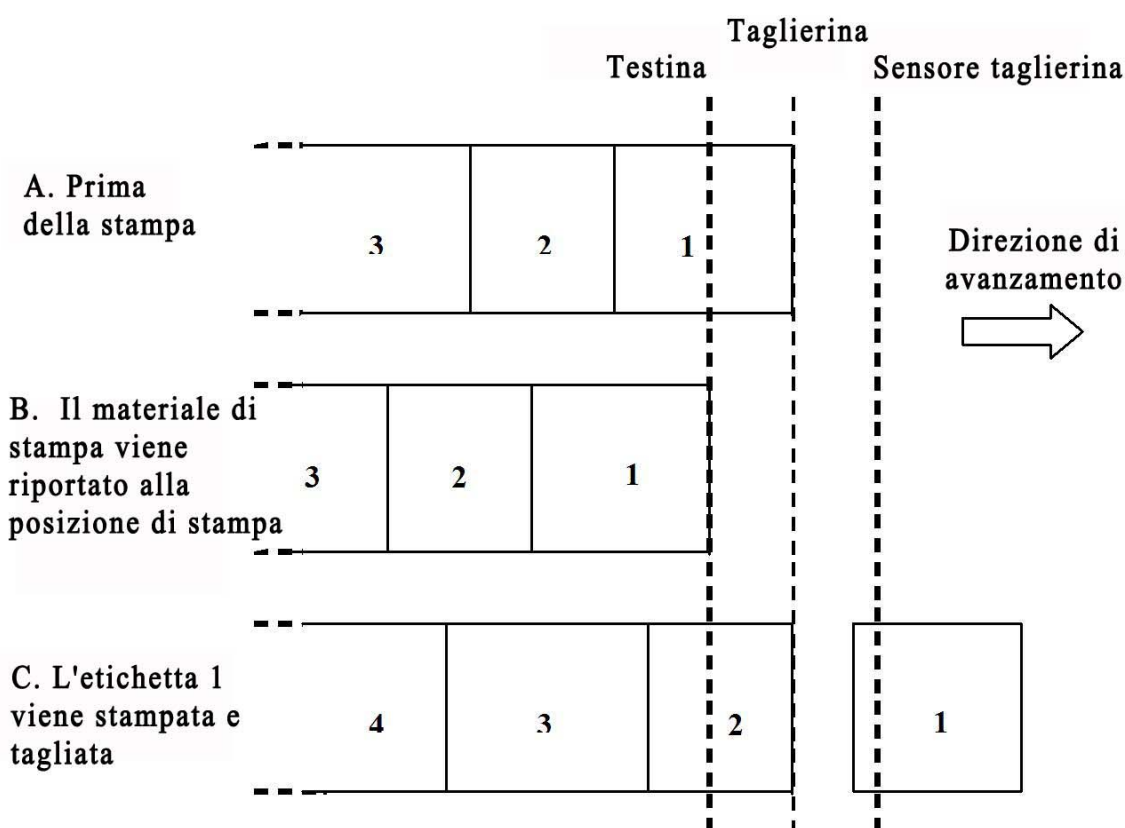 Taglierina
Testina
Sensore taglierina
A. Prima
della stampa
3
2
1
Direzione di
avanzamento
B. Il materiale di
stampa viene
riportato alla
posizione di stampa
3
2
1
C. L'etichetta 1
viene stampata e
tagliata
4
3
2
1